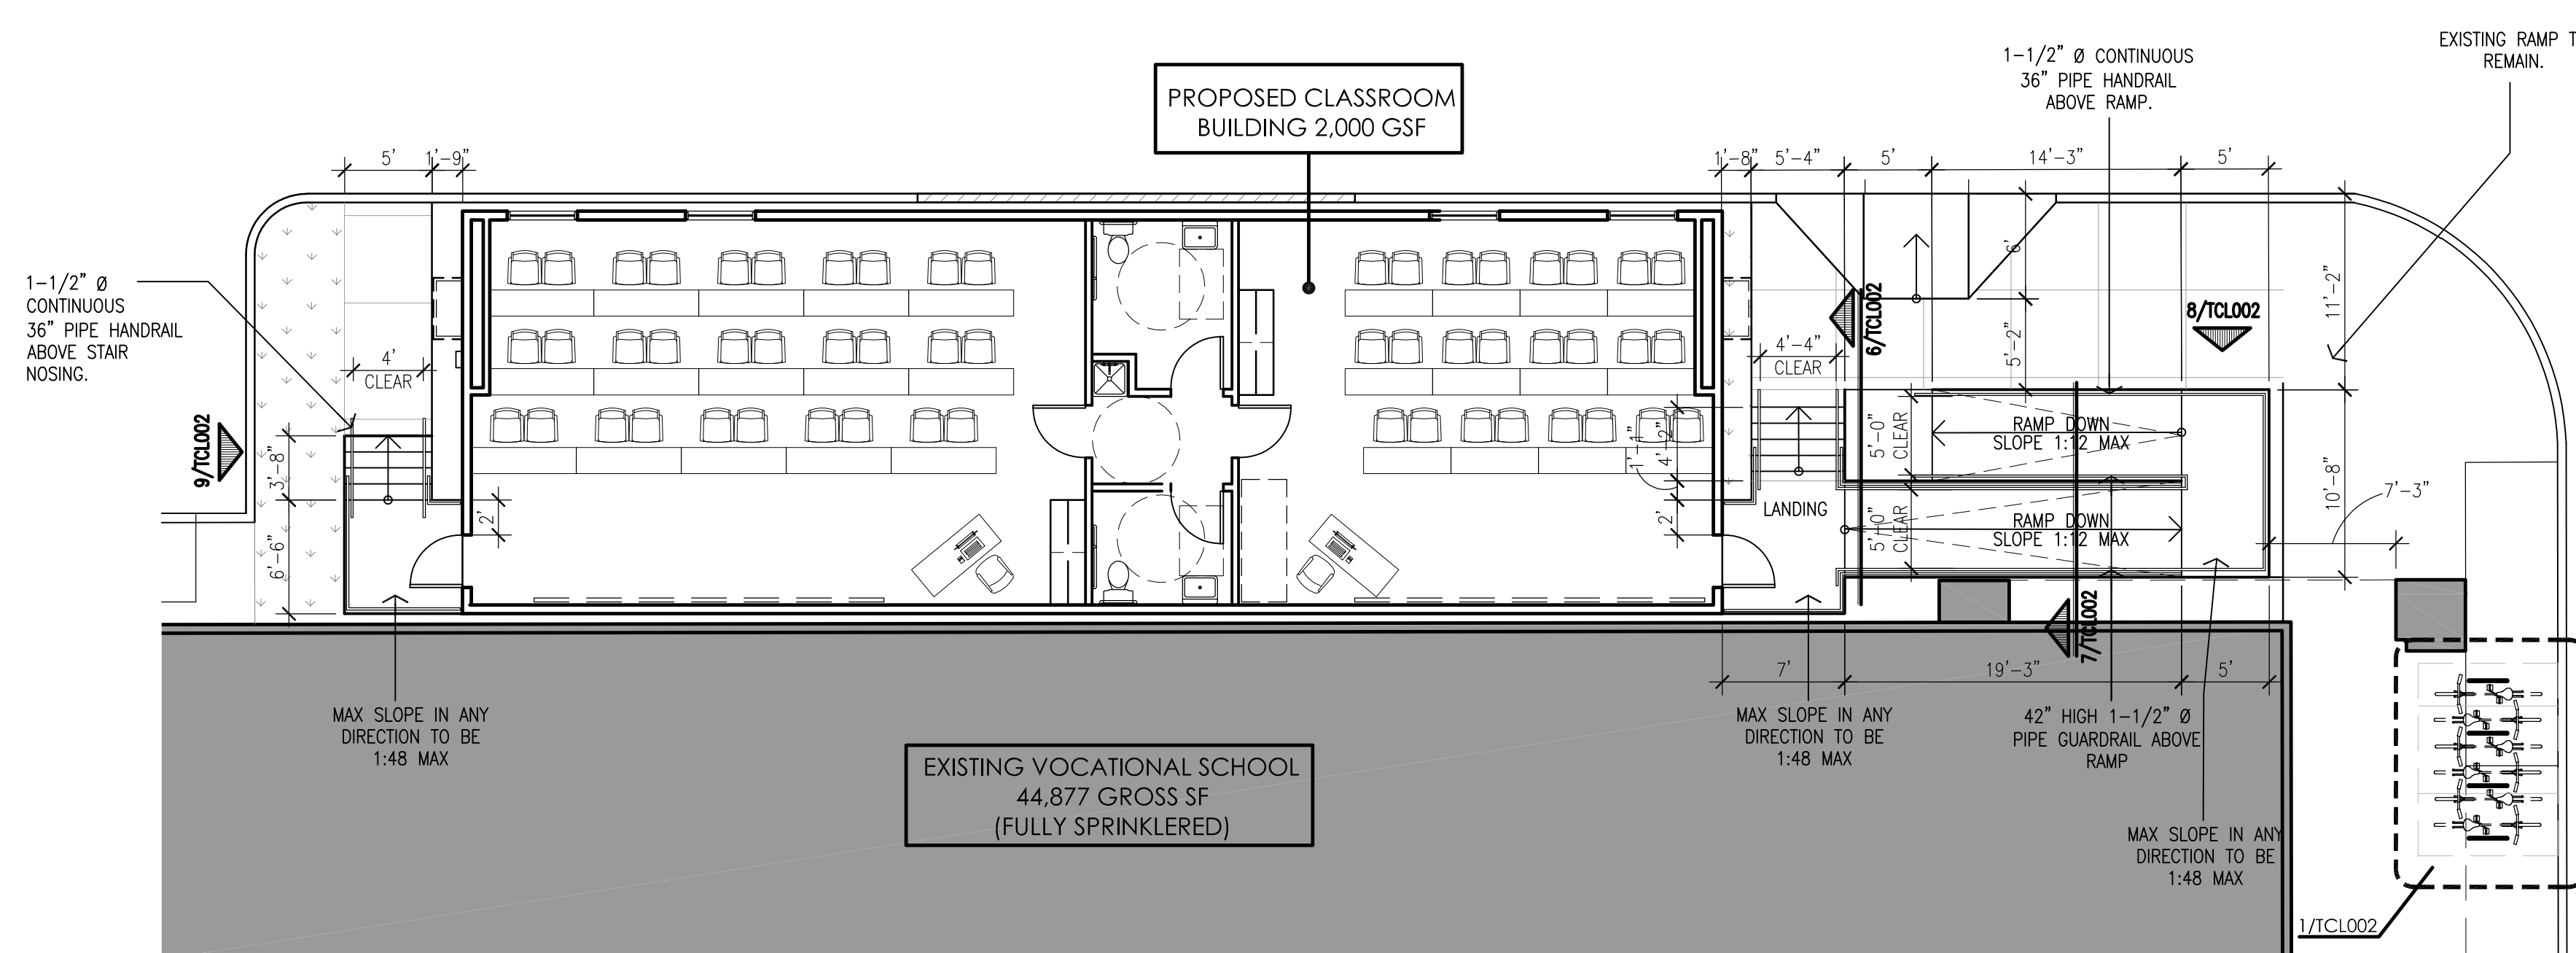 EXISTING RAMP T
REMAIN.
1-1/2" Ø CONTINUOUS
36" PIPE HANDRAIL
ABOVE RAMP.
PROPOSED CLASSROOM
BUILDING 2,000 GSF
5'
1'-9"
1'-8"
5'-4"
5'
14'-3"
5'
1-1/2" Ø
CONTINUOUS
36" PIPE HANDRAIL
ABOVE STAIR
NOSING.
4'
CLEAR
9/TCL002
3'-8"
6'-6"
2'
6'
5'-2"
11'-2"
6/TCL002
8/TCL002
4'-4"
CLEAR
1'-1"
4'-2"
2'
LANDING
5'-0"
CLEAR
RAMP DOWN
SLOPE 1:12 MAX
5'-0"
CLEAR
RAMP DOWN
SLOPE 1:12 MAX
10'-8"
7'-3"
7/TCL002
7'
19'-3"
5'
MAX SLOPE IN ANY
DIRECTION TO BE
1:48 MAX
MAX SLOPE IN ANY
DIRECTION TO BE
1:48 MAX
42" HIGH 1-1/2" Ø
PIPE GUARDRAIL ABOVE
RAMP
EXISTING VOCATIONAL SCHOOL
44,877 GROSS SF
(FULLY SPRINKLERED)
MAX SLOPE IN ANY
DIRECTION TO BE
1:48 MAX
1/TCL002